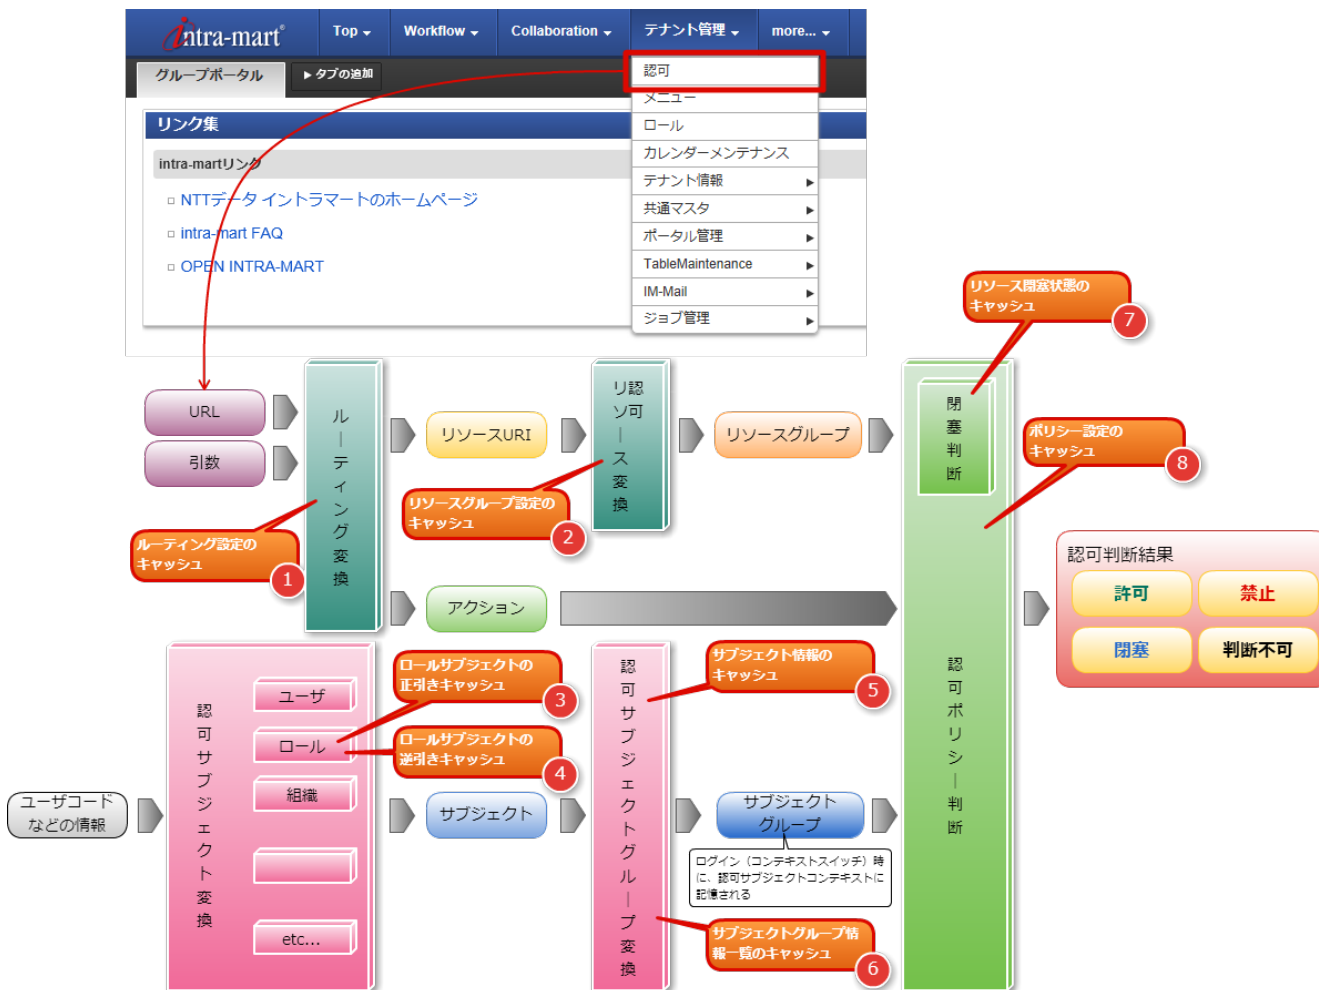 intra-mart®
Top
Workflow
Collaboration
テナント管理
more...
グループポータル
タブの追加
認可
メニュー
ロール
カレンダーメンテナンス
テナント情報
共通マスタ
ポータル管理
TableMaintenance
IM-Mail
ジョブ管理
リンク集
intra-martリンク
NTTデータ イントラマートのホームページ
intra-mart FAQ
OPEN INTRA-MART
URL
引数
ルーティング変換
ルーティング設定の
キャッシュ
1
リソースURI
認可
リソース変換
リソースグループ設定の
キャッシュ
2
リソースグループ
アクション
閉塞判断
リソース閉塞状態の
キャッシュ
7
ポリシー設定の
キャッシュ
8
認可ポリシー判断
認可判断結果
許可
禁止
閉塞
判断不可
ユーザコード
などの情報
認可サブジェクト変換
ユーザ
ロール
組織
etc...
ロールサブジェクトの
正引きキャッシュ
3
ロールサブジェクトの
逆引きキャッシュ
4
サブジェクト
認可サブジェクトグループ変換
サブジェクト情報の
キャッシュ
5
サブジェクト
グループ
ログイン（コンテキストスイッチ）時
に、認可サブジェクトコンテキストに
記憶される
サブジェクトグループ情
報一覧のキャッシュ
6